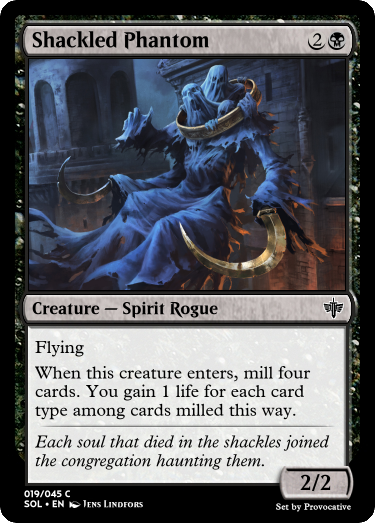 Shackled Phantom 2
Creature — Spirit Rogue
Flying
When this creature enters, mill four
cards. You gain 1 life for each card
type among cards milled this way.
Each soul that died in the shackles joined
the congregation haunting them.
2/2
019/045 C
SOL • EN Jens Lindfors
Set by Provocative